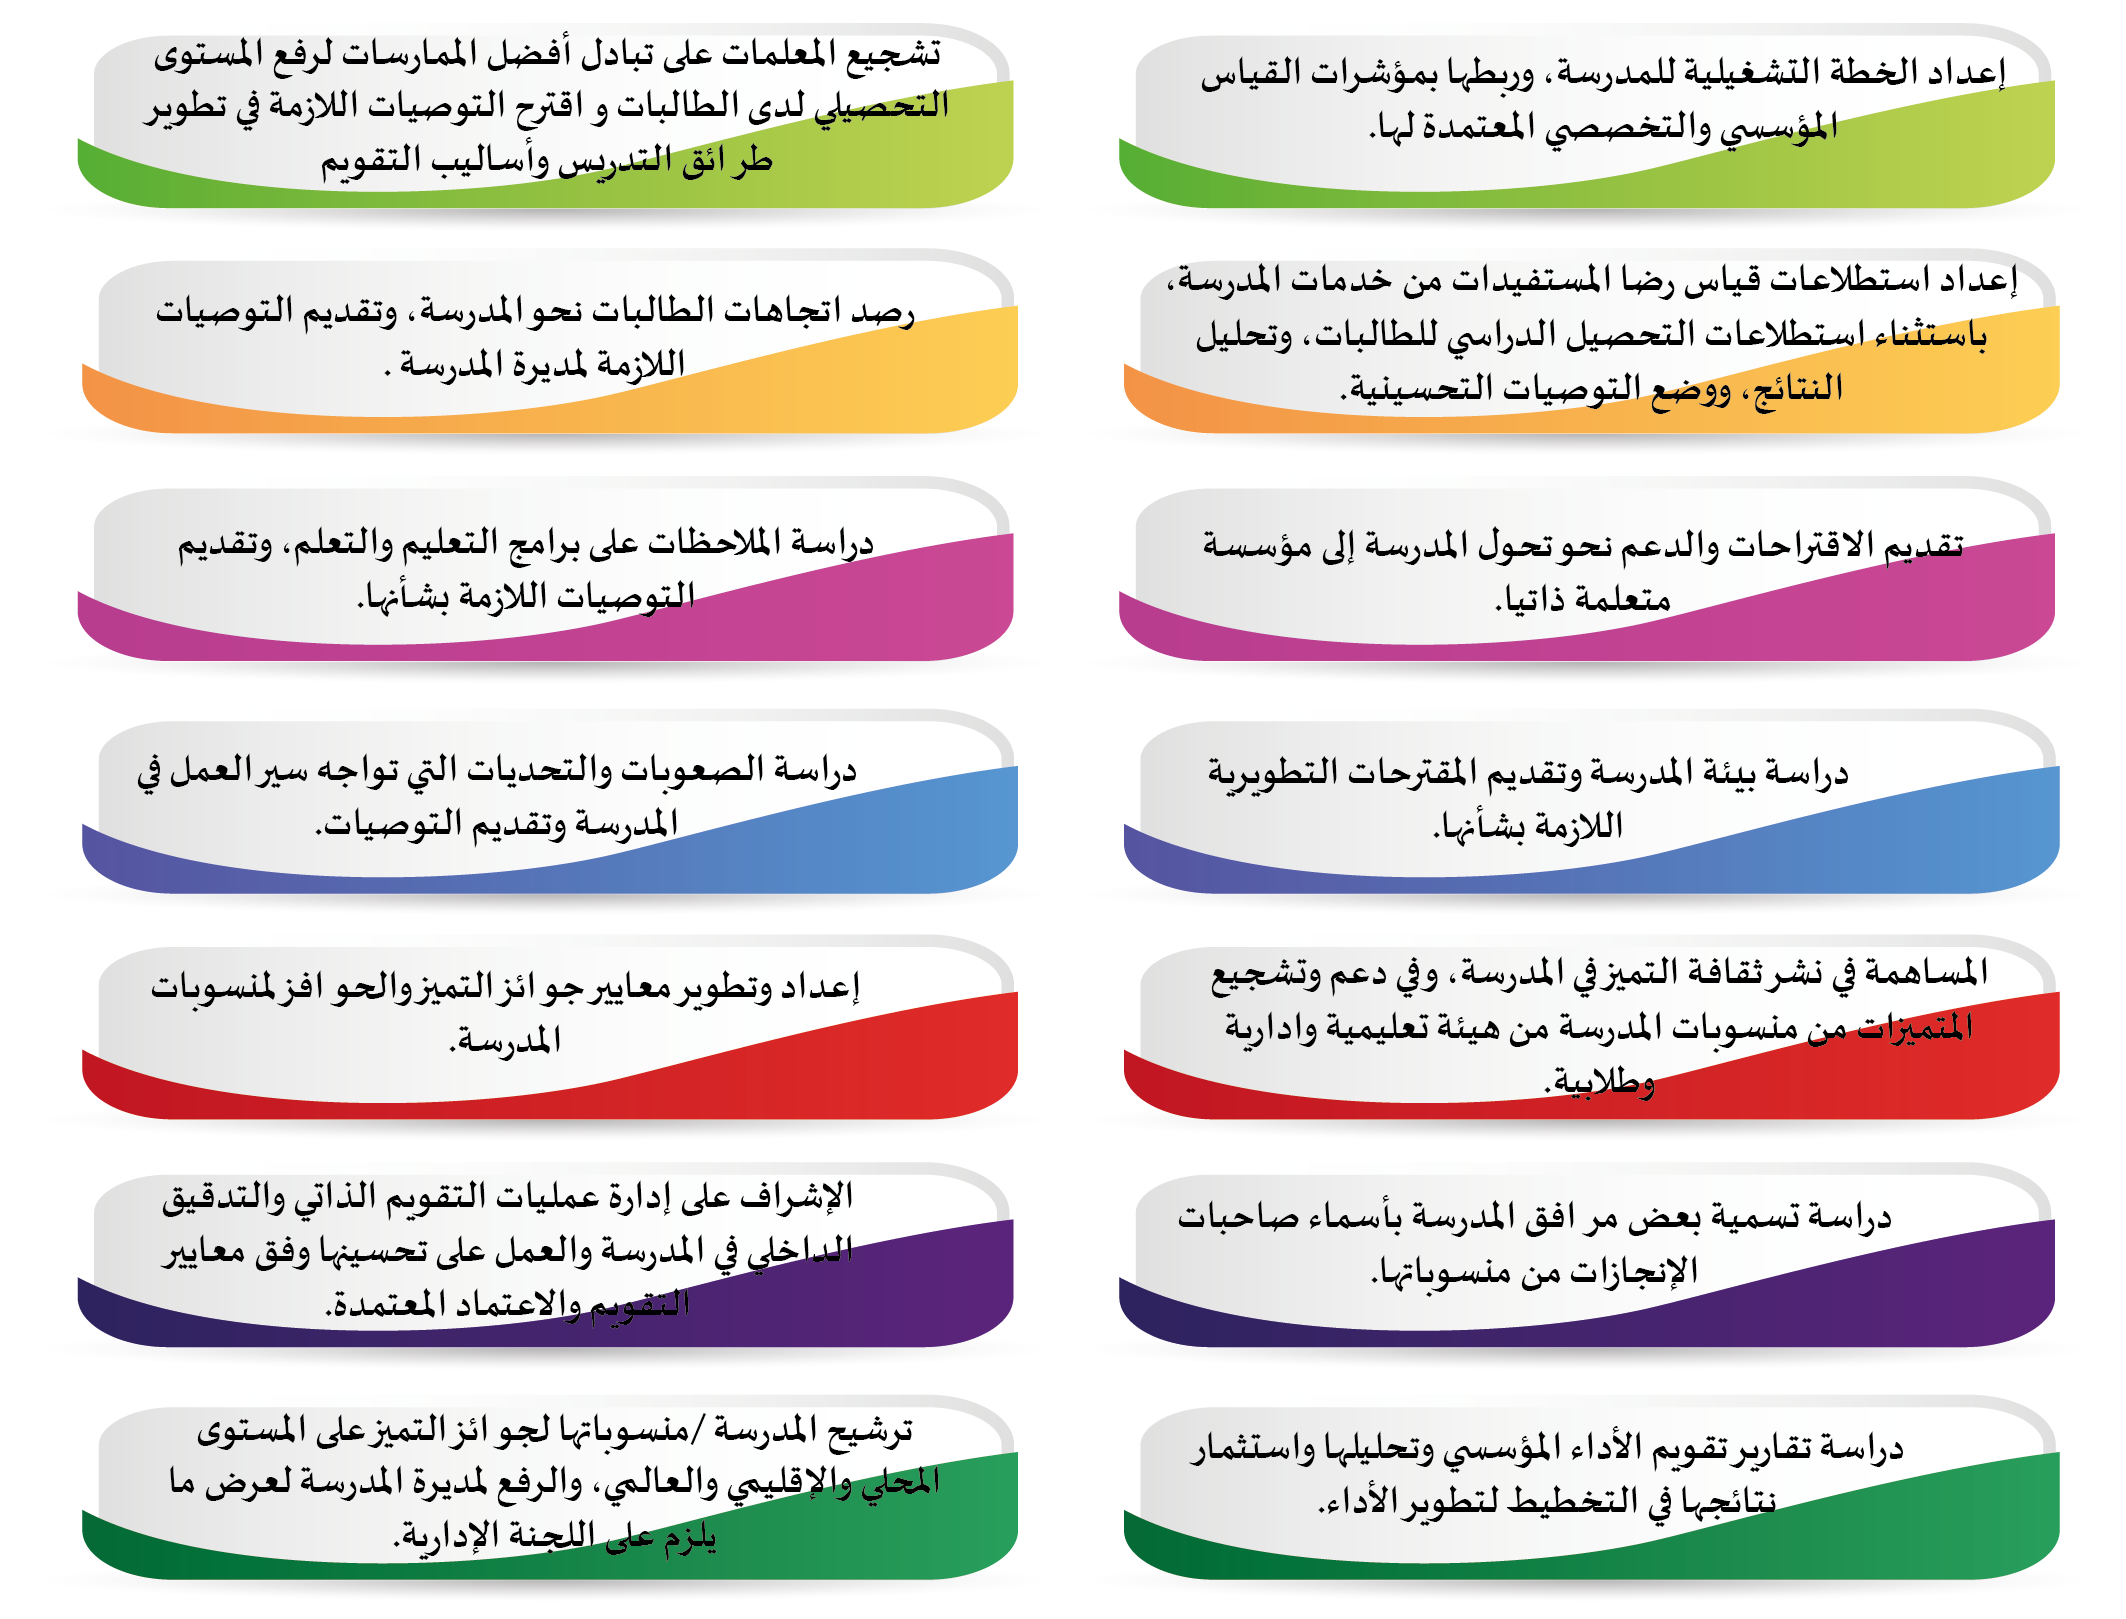 إعداد الخطة التشغيلية للمدرسة، وربطها بمؤشرات القياس
المؤسسي والتخصصي المعتمدة لها.
إعداد استطلاعات قياس رضا المستفيدات من خدمات المدرسة،
باستثناء استطلاعات التحصيل الدراسي للطالبات، وتحليل
النتائج، ووضع التوصيات التحسينية.
تقديم الاقتراحات والدعم نحو تحول المدرسة إلى مؤسسة
متعلمة ذاتيا.
دراسة بيئة المدرسة وتقديم المقترحات التطويرية
اللازمة بشأنها.
المساهمة في نشر ثقافة التميز في المدرسة، وفي دعم وتشجيع
المتميزات من منسوبات المدرسة من هيئة تعليمية وادارية
وطلابية.
دراسة تسمية بعض مرافق المدرسة بأسماء صاحبات
الإنجازات من منسوباتها.
دراسة تقارير تقويم الأداء المؤسسي وتحليلها واستثمار
نتائجها في التخطيط لتطوير الأداء.
تشجيع المعلمات على تبادل أفضل الممارسات لرفع المستوى
التحصيلي لدى الطالبات و اقترح التوصيات اللازمة في تطوير
طرائق التدريس وأساليب التقويم
رصد اتجاهات الطالبات نحو المدرسة، وتقديم التوصيات
اللازمة لمديرة المدرسة .
دراسة الملاحظات على برامج التعليم والتعلم، وتقديم
التوصيات اللازمة بشأنها.
دراسة الصعوبات والتحديات التي تواجه سير العمل في
المدرسة وتقديم التوصيات.
إعداد وتطوير معايير جوائز التميز والحوافز لمنسوبات
المدرسة.
الإشراف على إدارة عمليات التقويم الذاتي والتدقيق
الداخلي في المدرسة والعمل على تحسينها وفق معايير
التقويم والاعتماد المعتمدة.
ترشيح المدرسة /منسوباتها لجوائز التميز على المستوى
المحلي والإقليمي والعالمي، والرفع لمديرة المدرسة لعرض ما
يلزم على اللجنة الإدارية.